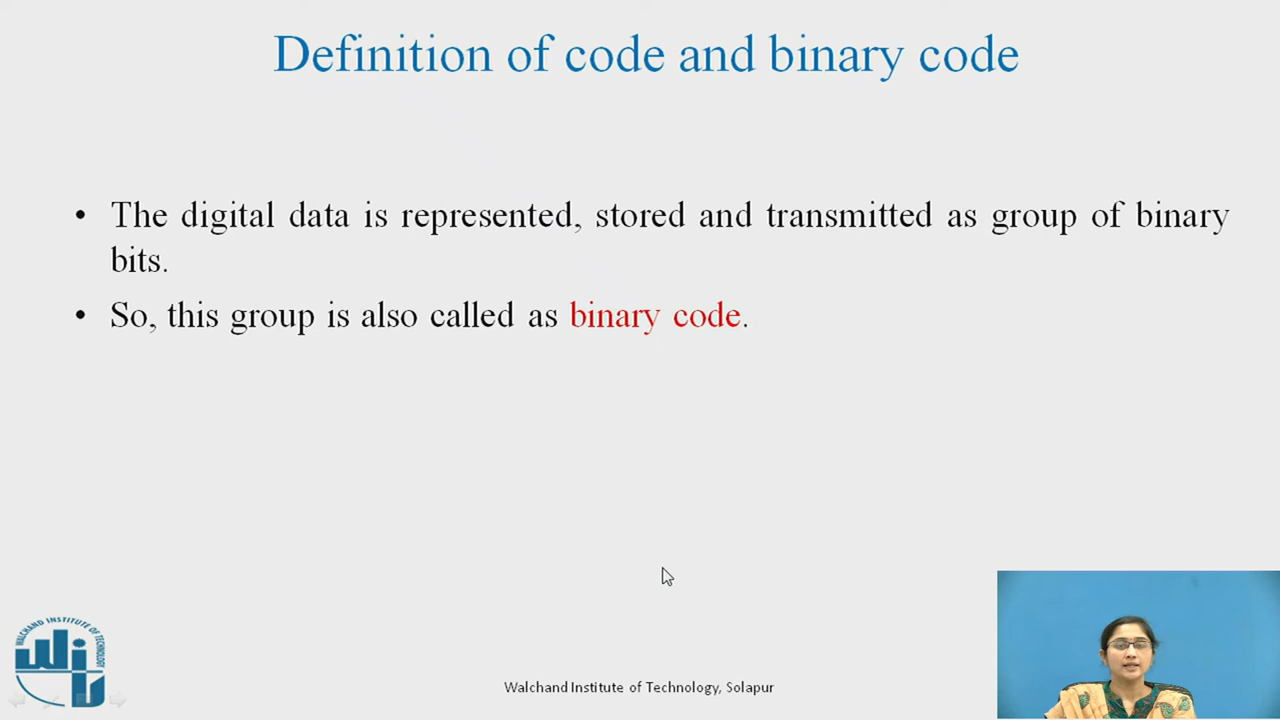 Definition of code and binary code
• The digital data is represented, stored and transmitted as group of binary
bits.
• So, this group is also called as binary code.
WALCHAND INSTITUTE OF TECHNOLOGY
WIT
Walchand Institute of Technology, Solapur